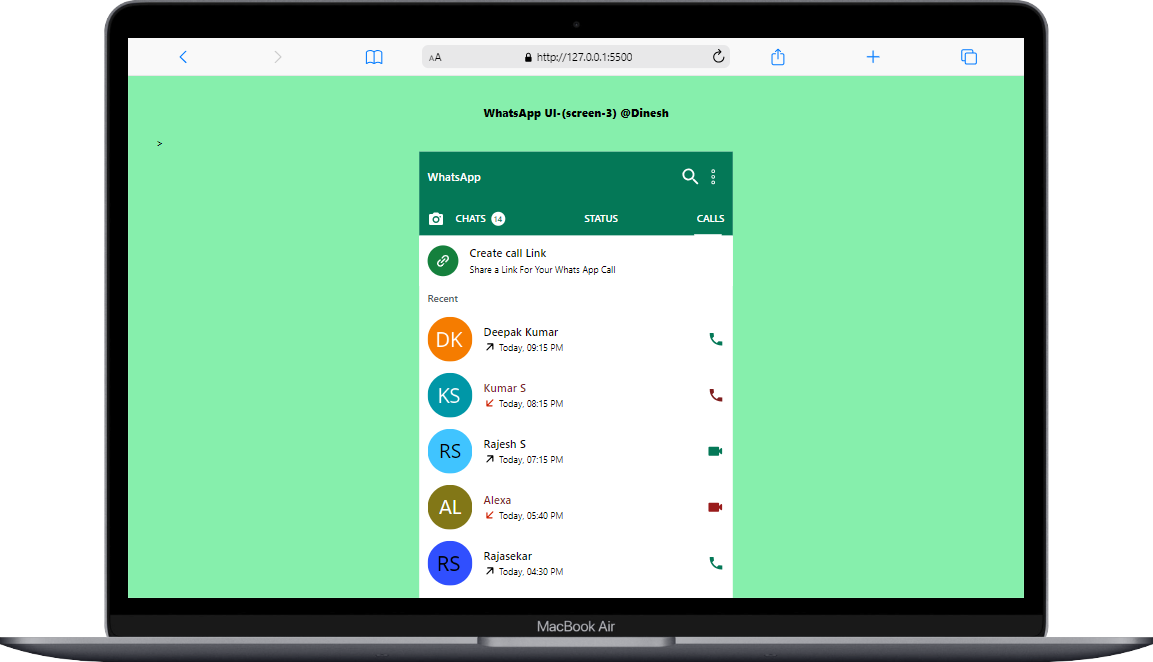 AA http://127.0.0.1:5500
WhatsApp UI-(screen-3) @Dinesh
>
WhatsApp
CHATS 14 STATUS CALLS
Create call Link
Share a Link For Your Whats App Call
Recent
DK Deepak Kumar
Today, 09:15 PM
KS Kumar S
Today, 08:15 PM
RS Rajesh S
Today, 07:15 PM
AL Alexa
Today, 05:40 PM
RS Rajasekar
Today, 04:30 PM
MacBook Air